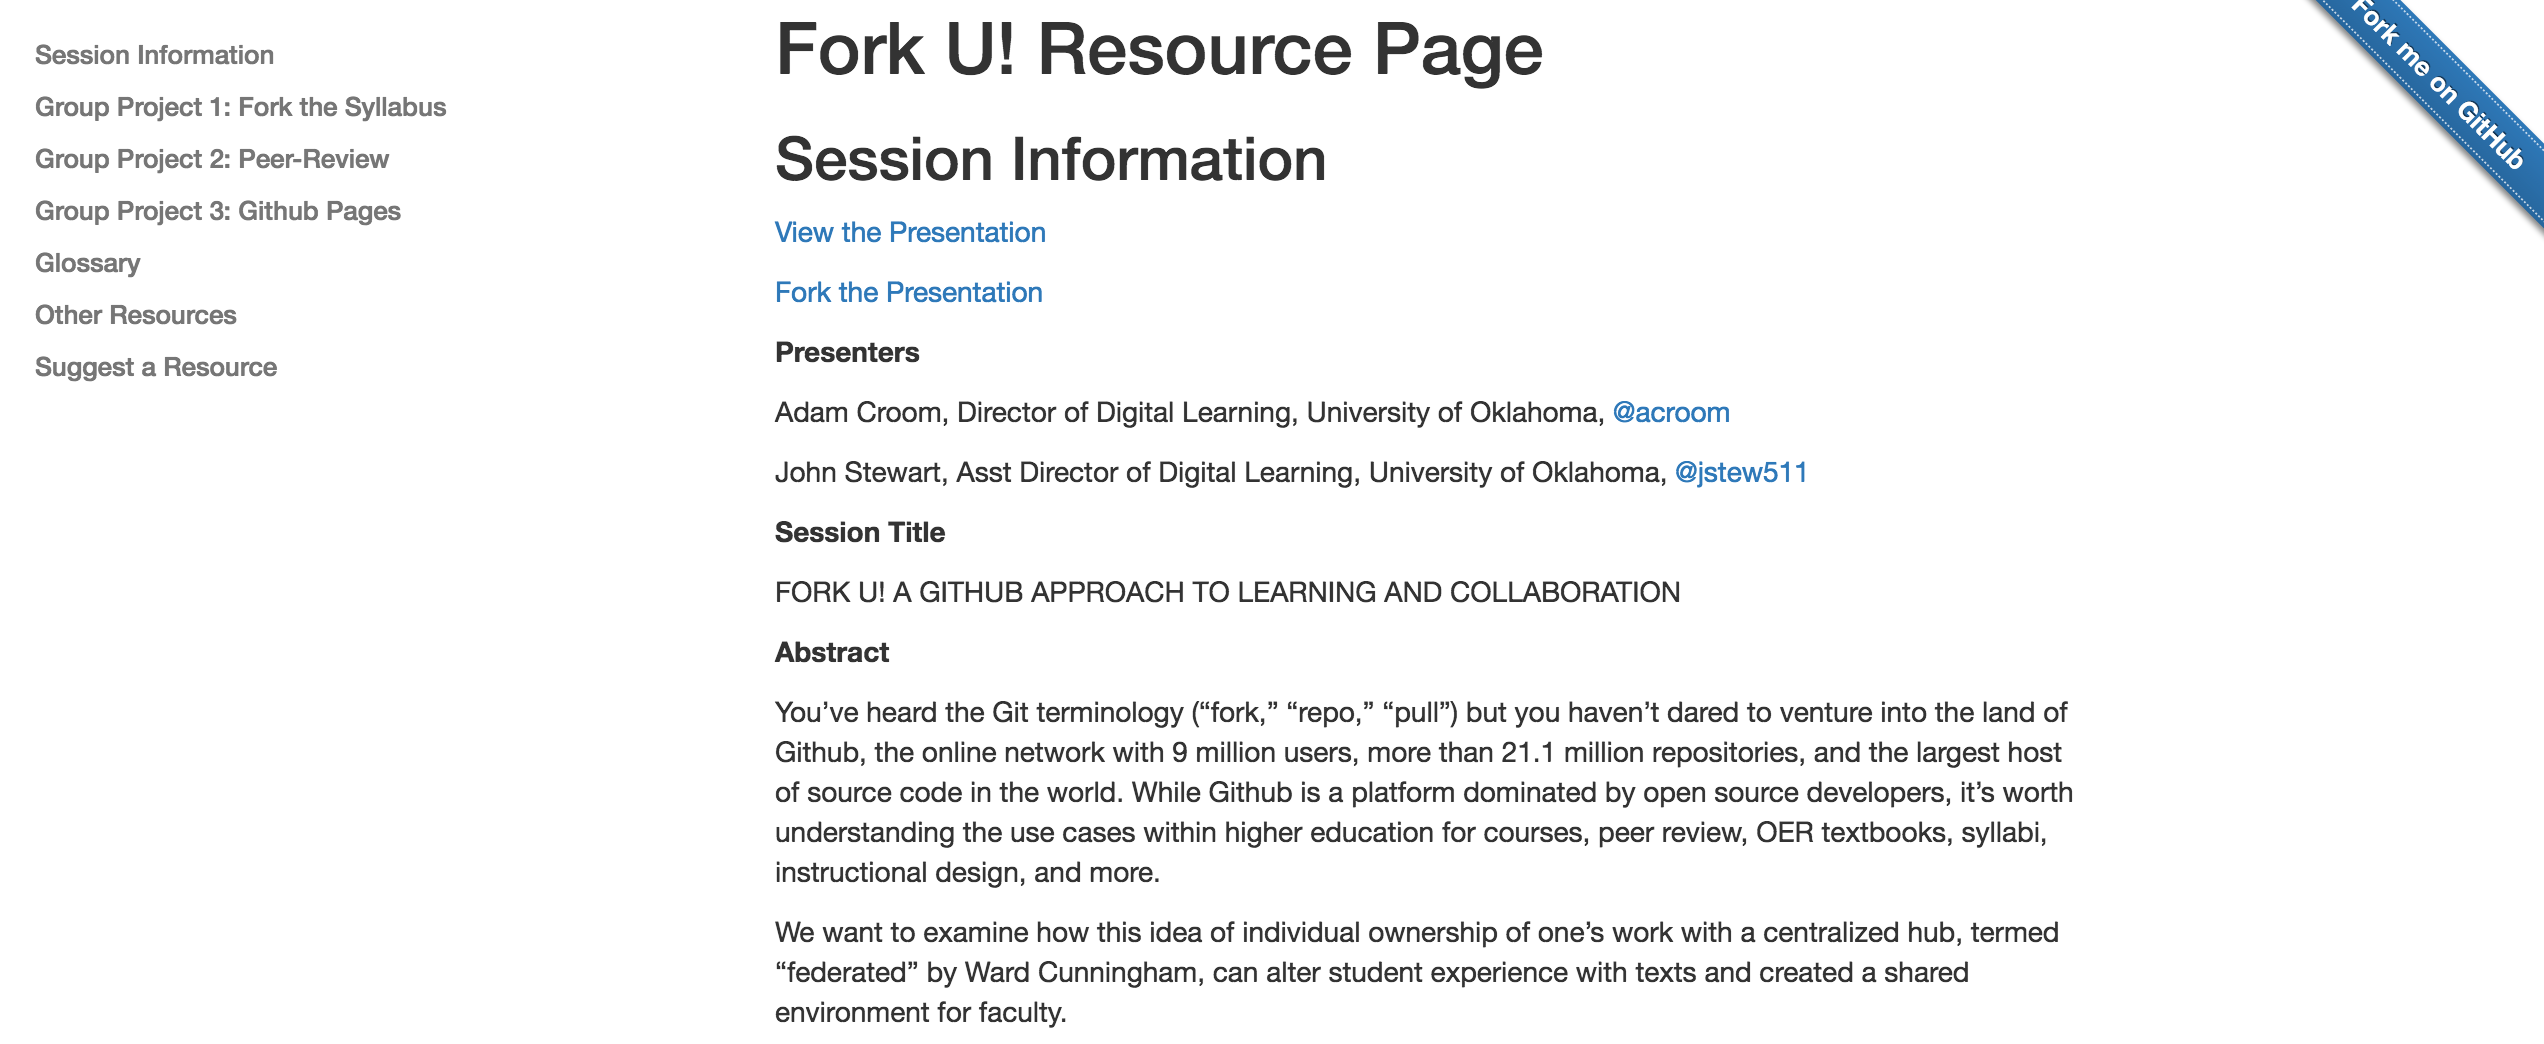 Session Information
Group Project 1: Fork the Syllabus
Group Project 2: Peer-Review
Group Project 3: Github Pages
Glossary
Other Resources
Suggest a Resource
Fork U! Resource Page
Session Information
View the Presentation
Fork the Presentation
Presenters
Adam Croom, Director of Digital Learning, University of Oklahoma, @acroom
John Stewart, Asst Director of Digital Learning, University of Oklahoma, @jstew511
Session Title
FORK U! A GITHUB APPROACH TO LEARNING AND COLLABORATION
Abstract
You’ve heard the Git terminology (“fork,” “repo,” “pull”) but you haven’t dared to venture into the land of
Github, the online network with 9 million users, more than 21.1 million repositories, and the largest host
of source code in the world. While Github is a platform dominated by open source developers, it’s worth
understanding the use cases within higher education for courses, peer review, OER textbooks, syllabi,
instructional design, and more.
We want to examine how this idea of individual ownership of one’s work with a centralized hub, termed
“federated” by Ward Cunningham, can alter student experience with texts and created a shared
environment for faculty.
Fork me on GitHub